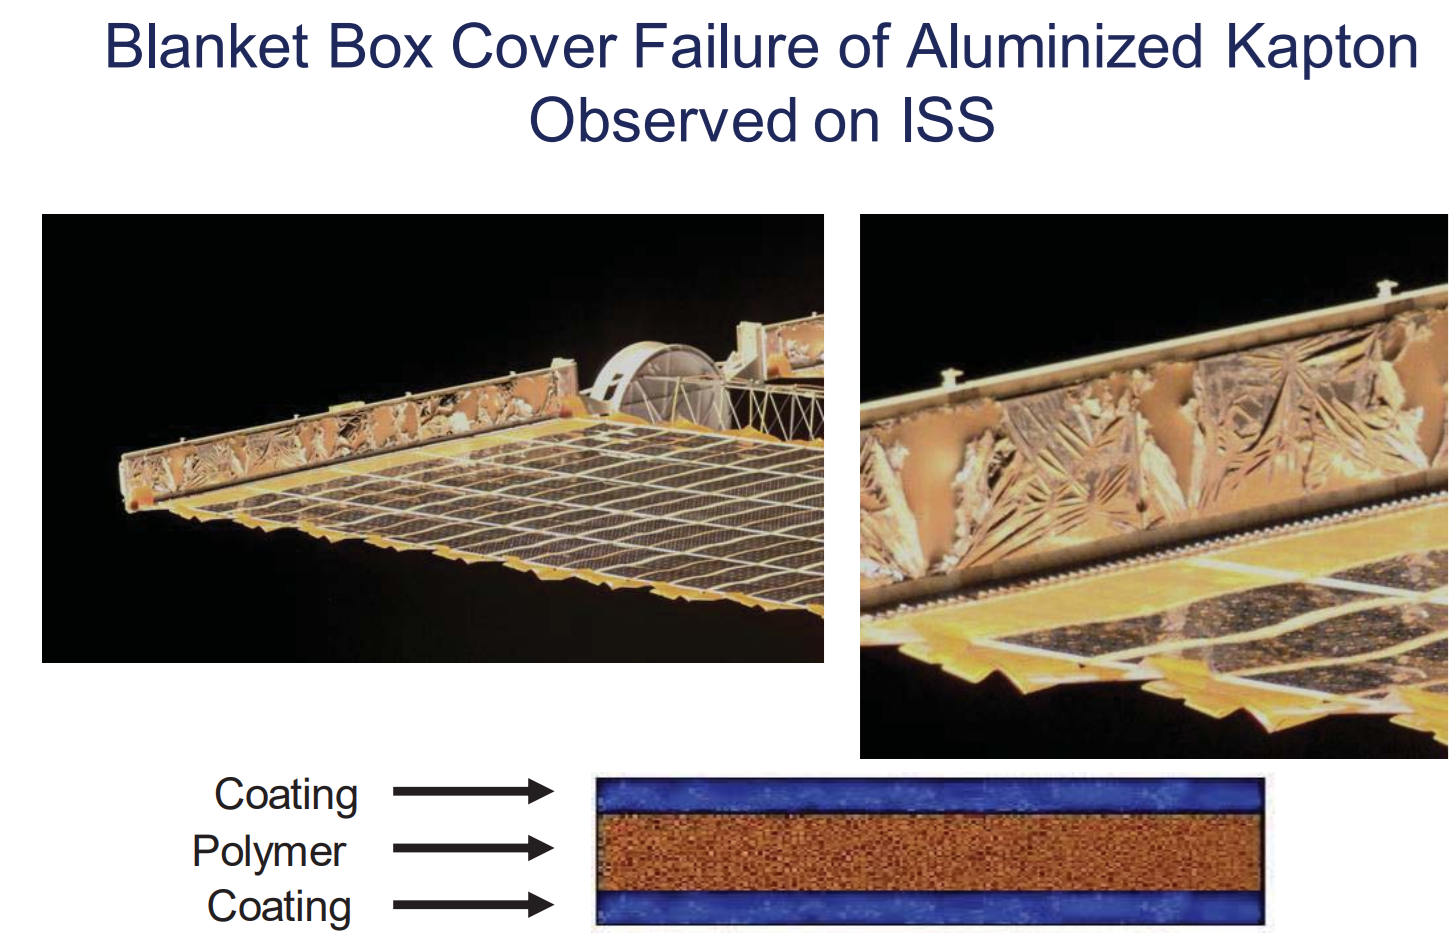 Blanket Box Cover Failure of Aluminized Kapton
Observed on ISS
Coating
Polymer
Coating